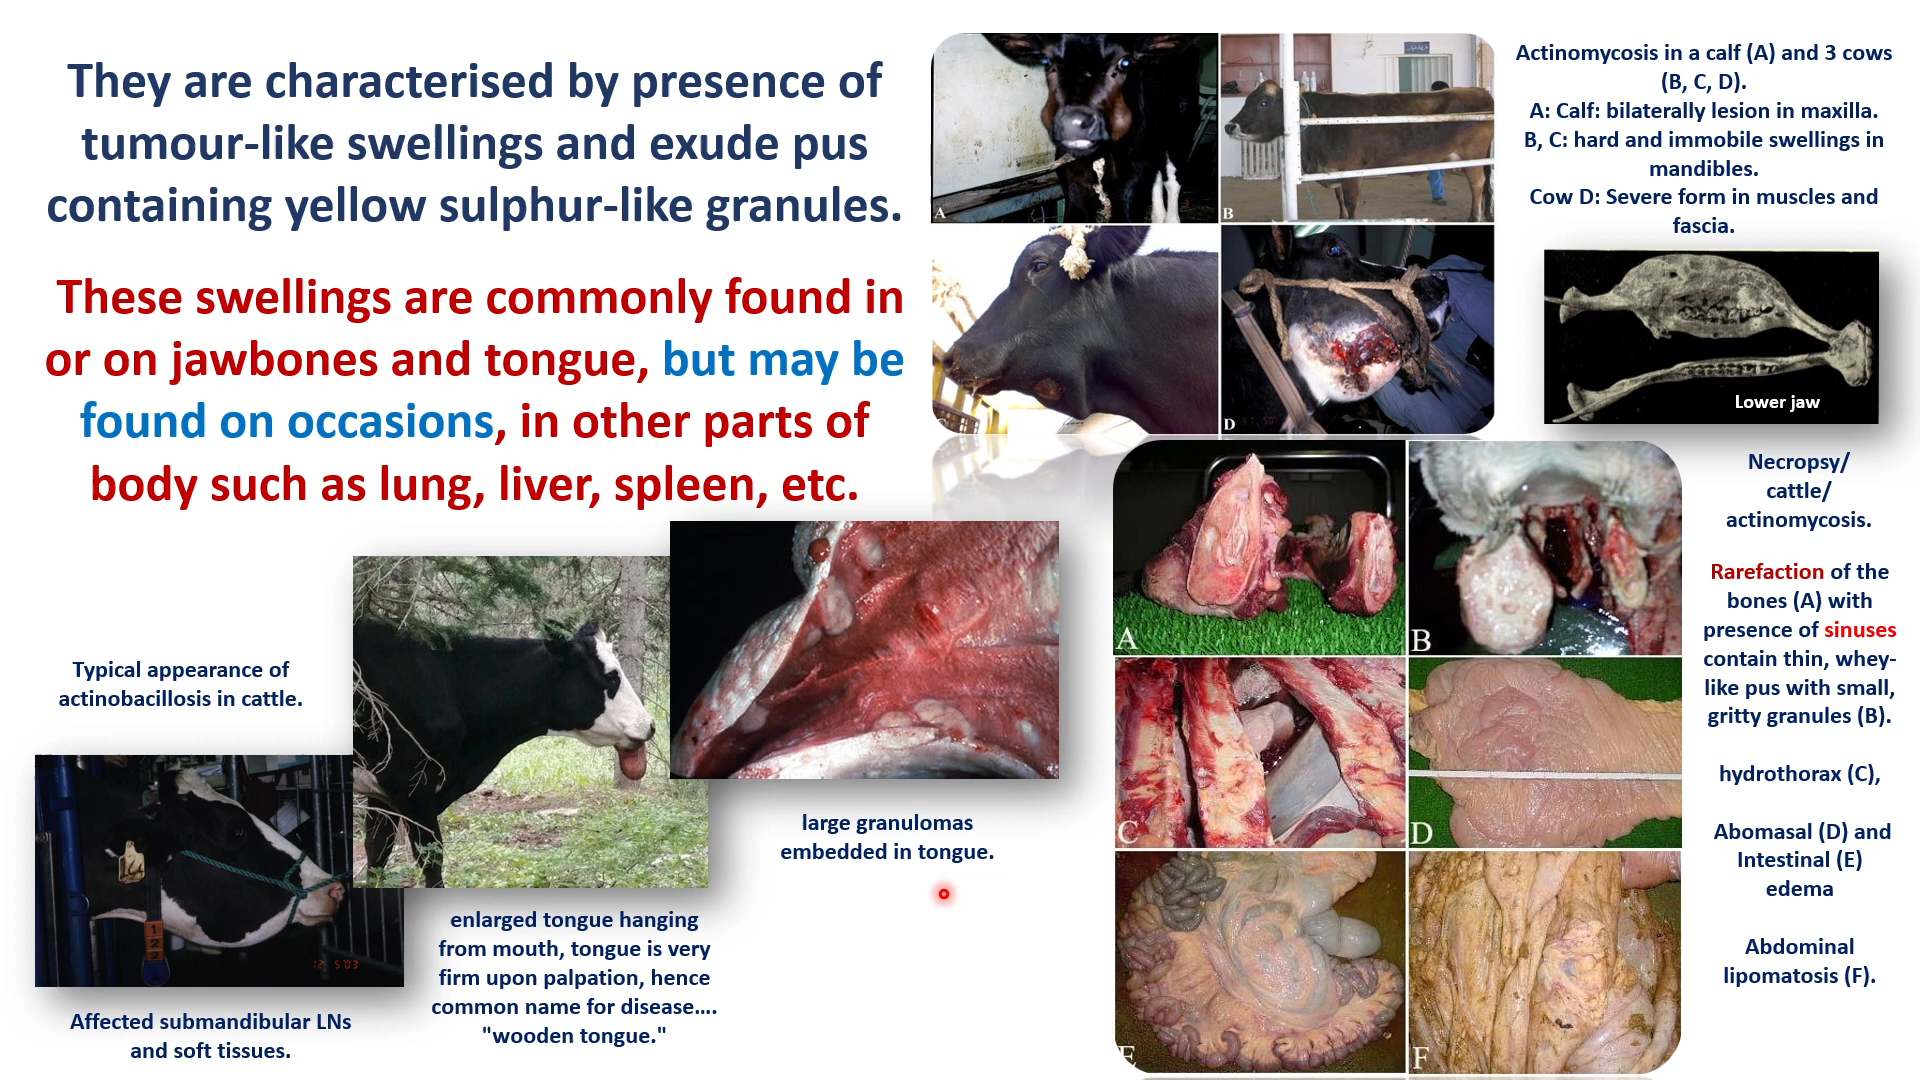 They are characterised by presence of
tumour-like swellings and exude pus
containing yellow sulphur-like granules.
These swellings are commonly found in
or on jawbones and tongue, but may be
found on occasions, in other parts of
body such as lung, liver, spleen, etc.
A
B
D
Actinomycosis in a calf (A) and 3 cows
(B, C, D).
A: Calf: bilaterally lesion in maxilla.
B, C: hard and immobile swellings in
mandibles.
Cow D: Severe form in muscles and
fascia.
Lower jaw
Typical appearance of
actinobacillosis in cattle.
122
12 5'03
Affected submandibular LNs
and soft tissues.
enlarged tongue hanging
from mouth, tongue is very
firm upon palpation, hence
common name for disease....
"wooden tongue."
large granulomas
embedded in tongue.
A
B
C
D
E
F
Necropsy/
cattle/
actinomycosis.
Rarefaction of the
bones (A) with
presence of sinuses
contain thin, whey-
like pus with small,
gritty granules (B).
hydrothorax (C),
Abomasal (D) and
Intestinal (E)
edema
Abdominal
lipomatosis (F).